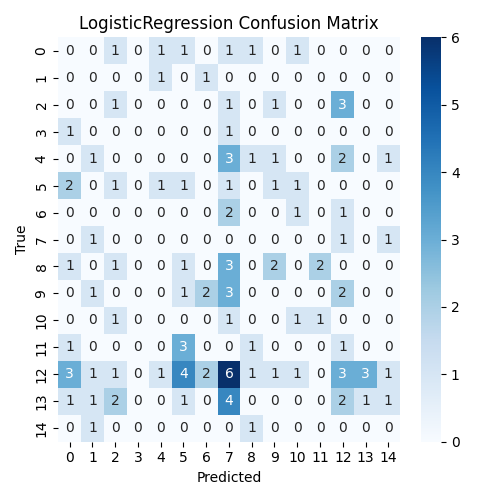 LogisticRegression Confusion Matrix
0 0 0 1 0 1 1 0 1 1 0 1 0 0 0 0
1 0 0 0 0 1 0 1 0 0 0 0 0 0 0 0
2 0 0 1 0 0 0 0 1 0 1 0 0 3 0 0
3 1 0 0 0 0 0 0 1 0 0 0 0 0 0 0
4 0 1 0 0 0 0 0 3 1 1 0 0 2 0 1
5 2 0 1 0 1 1 0 1 0 1 1 0 0 0 0
6 0 0 0 0 0 0 0 2 0 0 1 0 1 0 0
7 0 1 0 0 0 0 0 0 0 0 0 0 1 0 1
8 1 0 1 0 0 1 0 3 0 2 0 2 0 0 0
9 0 1 0 0 0 1 2 3 0 0 0 0 2 0 0
10 0 0 1 0 0 0 0 1 0 0 1 1 0 0 0
11 1 0 0 0 0 3 0 0 1 0 0 0 1 0 0
12 3 1 1 0 1 4 2 6 1 1 1 0 3 3 1
13 1 1 2 0 0 1 0 4 0 0 0 0 2 1 1
14 0 1 0 0 0 0 0 0 1 0 0 0 0 0 0
0 1 2 3 4 5 6 7 8 9 10 11 12 13 14
Predicted
True
6
5
4
3
2
1
0